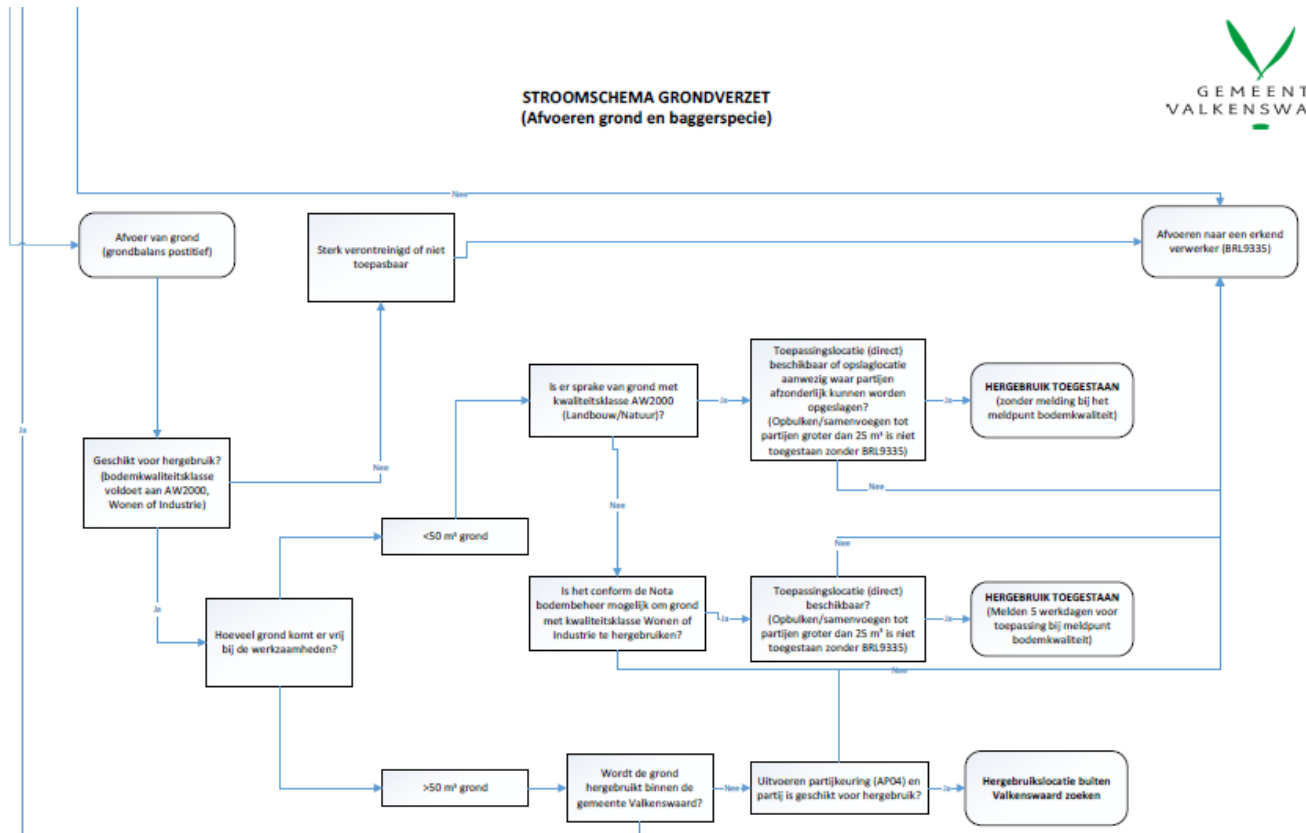 STROOMSCHEMA GRONDVERZET
(Afvoeren grond en baggerspecie)
GEMEENT
VALKENSWA
Nee
Afvoer van grond
(grondbalans postitief)
Sterk verontreinigd of niet
toepasbaar
Afvoeren naar een erkend
verwerker (BRL9335)
Is er sprake van grond met
kwaliteitsklasse AW2000
(Landbouw/Natuur)?
Ja
Toepassingslocatie (direct)
beschikbaar of opslaglocatie
aanwezig waar partijen
afzonderlijk kunnen worden
opgeslagen?
(Opbulken/samenvoegen tot
partijen groter dan 25 m³ is niet
toegestaan zonder BRL9335)
Ja
HERGEBRUIK TOEGESTAAN
(zonder melding bij het
meldpunt bodemkwaliteit)
Ja
Geschikt voor hergebruik?
(bodemkwaliteitsklasse
voldoet aan AW2000,
Wonen of Industrie)
Nee
Nee
Nee
<50 m³ grond
Nee
Ja
Hoeveel grond komt er vrij
bij de werkzaamheden?
Is het conform de Nota
bodembeheer mogelijk om grond
met kwaliteitsklasse Wonen of
Industrie te hergebruiken?
Ja
Toepassingslocatie (direct)
beschikbaar?
(Opbulken/samenvoegen tot
partijen groter dan 25 m³ is niet
toegestaan zonder BRL9335)
Ja
HERGEBRUIK TOEGESTAAN
(Melden 5 werkdagen voor
toepassing bij meldpunt
bodemkwaliteit)
Nee
>50 m³ grond
Wordt de grond
hergebruikt binnen de
gemeente Valkenswaard?
Nee
Uitvoeren partijkeuring (AP04) en
partij is geschikt voor hergebruik?
Ja
Hergebruikslocatie buiten
Valkenswaard zoeken